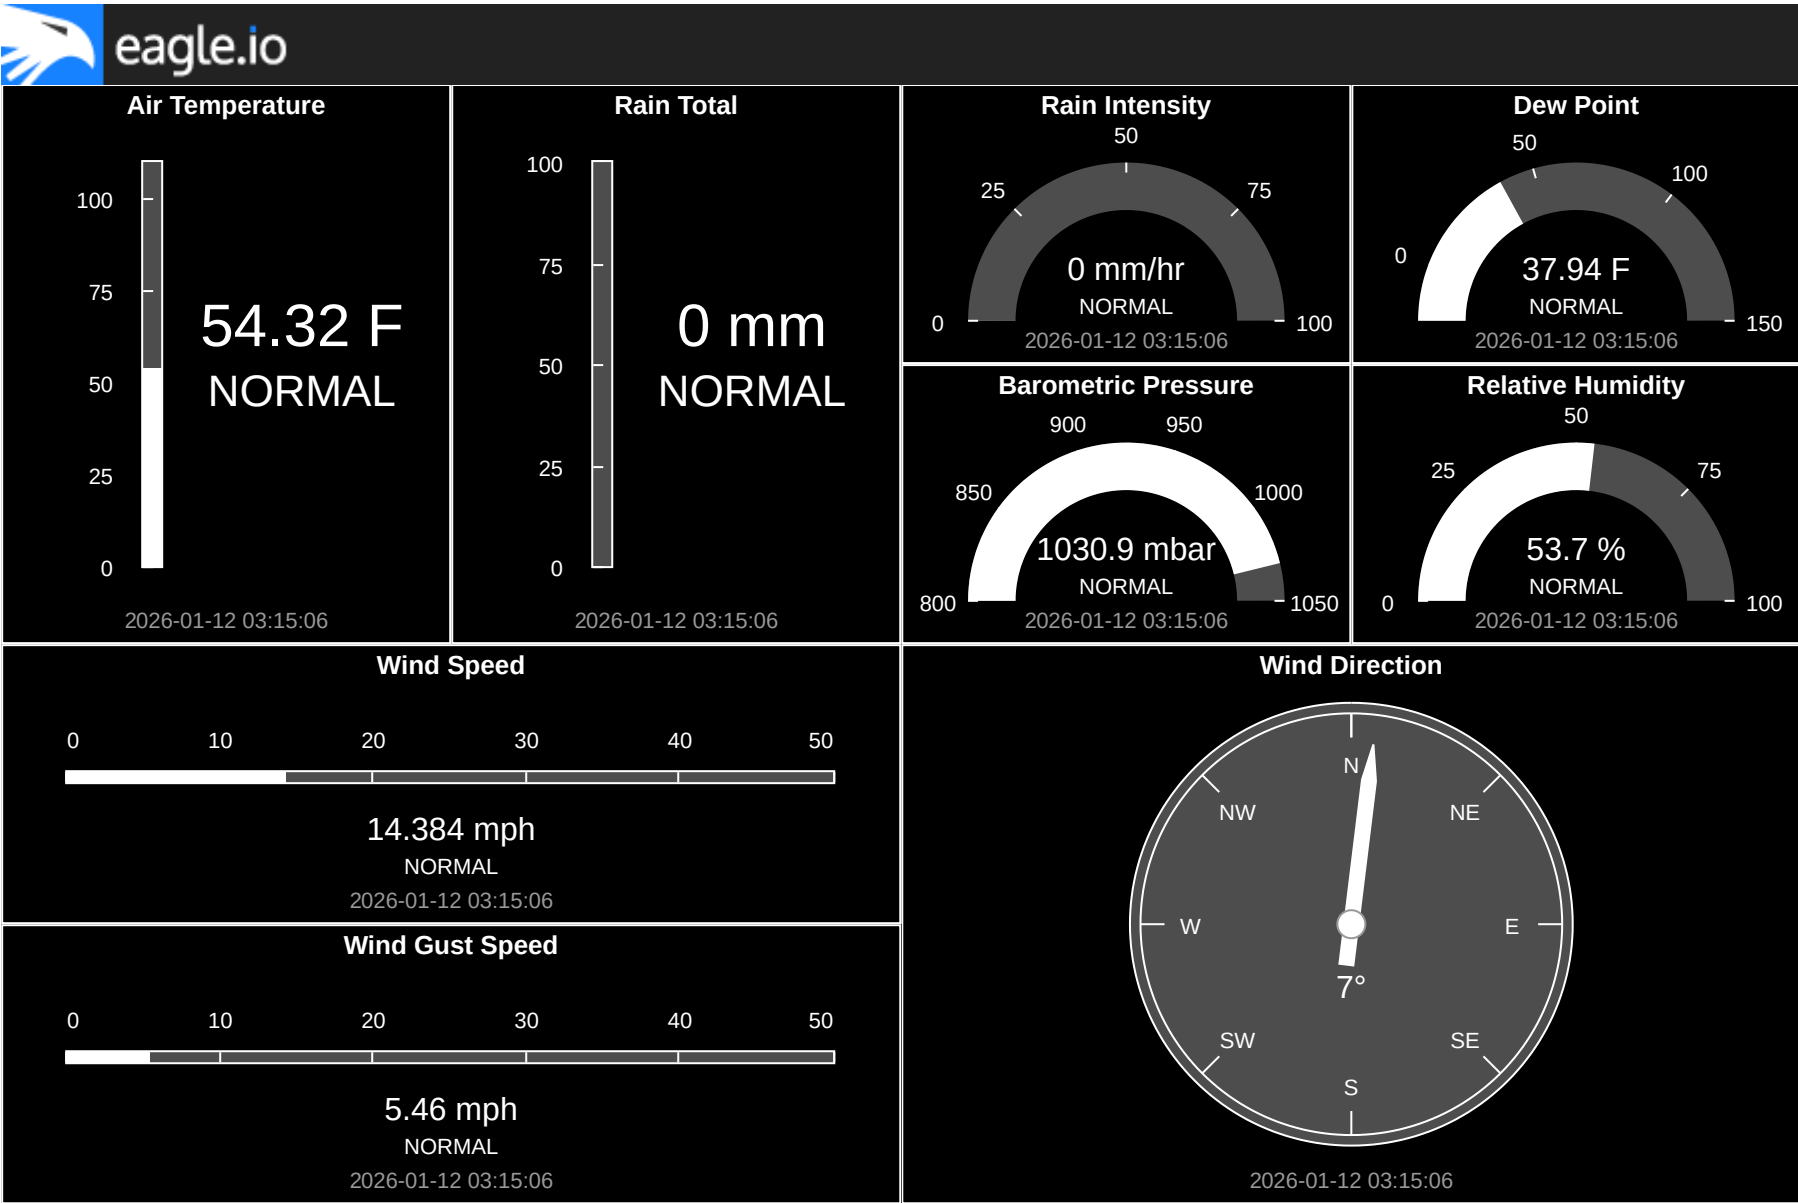 eagle.io
Air Temperature
100
75
50
25
0
54.32 F
NORMAL
2026-01-12 03:15:06
Rain Total
100
75
50
25
0
0 mm
NORMAL
2026-01-12 03:15:06
Rain Intensity
50
25
75
0
100
0 mm/hr
NORMAL
2026-01-12 03:15:06
Dew Point
50
100
0
150
37.94 F
NORMAL
2026-01-12 03:15:06
Barometric Pressure
900
950
850
1000
800
1050
1030.9 mbar
NORMAL
2026-01-12 03:15:06
Relative Humidity
50
25
75
0
100
53.7 %
NORMAL
2026-01-12 03:15:06
Wind Speed
0 10 20 30 40 50
14.384 mph
NORMAL
2026-01-12 03:15:06
Wind Gust Speed
0 10 20 30 40 50
5.46 mph
NORMAL
2026-01-12 03:15:06
Wind Direction
N
NW
NE
W
E
7°
SW
SE
S
2026-01-12 03:15:06